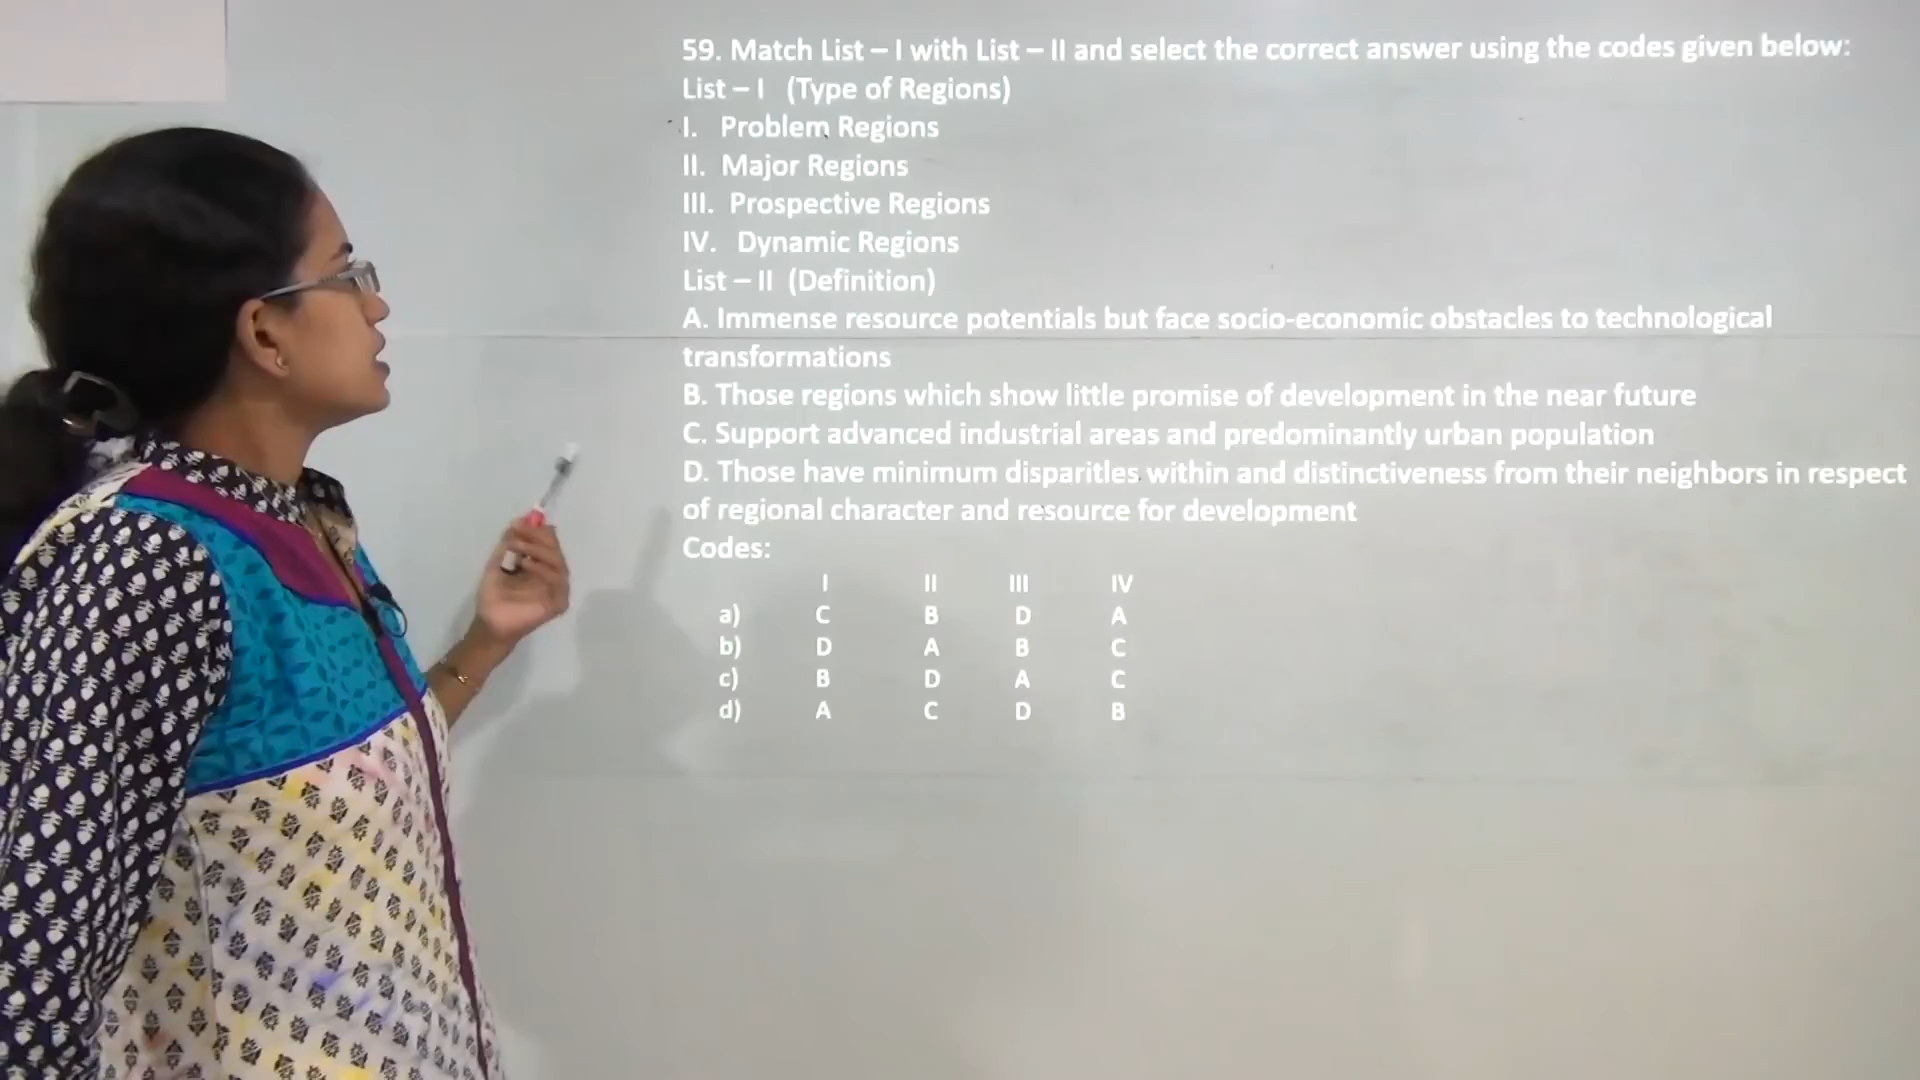 59. Match List – I with List – II and select the correct answer using the codes given below:
List – I (Type of Regions)
I. Problem Regions
II. Major Regions
III. Prospective Regions
IV. Dynamic Regions
List – II (Definition)
A. Immense resource potentials but face socio-economic obstacles to technological
transformations
B. Those regions which show little promise of development in the near future
C. Support advanced industrial areas and predominantly urban population
D. Those have minimum disparities within and distinctiveness from their neighbors in respect
of regional character and resource for development
Codes:
I II III IV
a) C B D A
b) D A B C
c) B D A C
d) A C D B